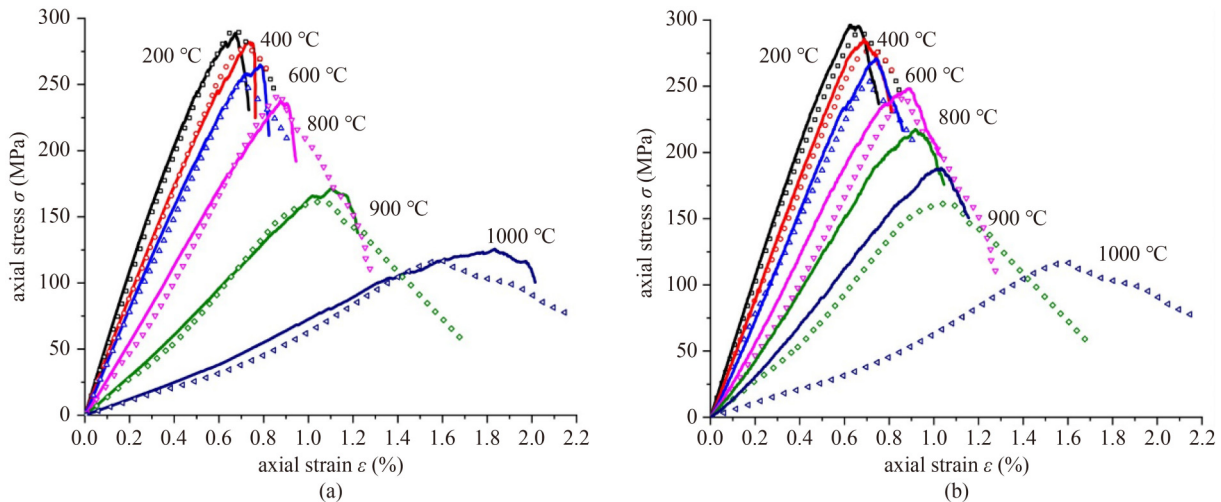 350
300
250
200
150
100
50
0
axial stress σ (MPa)
0.0 0.2 0.4 0.6 0.8 1.0 1.2 1.4 1.6 1.8 2.0 2.2
axial strain ε (%)
200 °C
400 °C
600 °C
800 °C
900 °C
1000 °C
(a)
350
300
250
200
150
100
50
0
axial stress σ (MPa)
0.0 0.2 0.4 0.6 0.8 1.0 1.2 1.4 1.6 1.8 2.0 2.2
axial strain ε (%)
200 °C
400 °C
600 °C
800 °C
900 °C
1000 °C
(b)